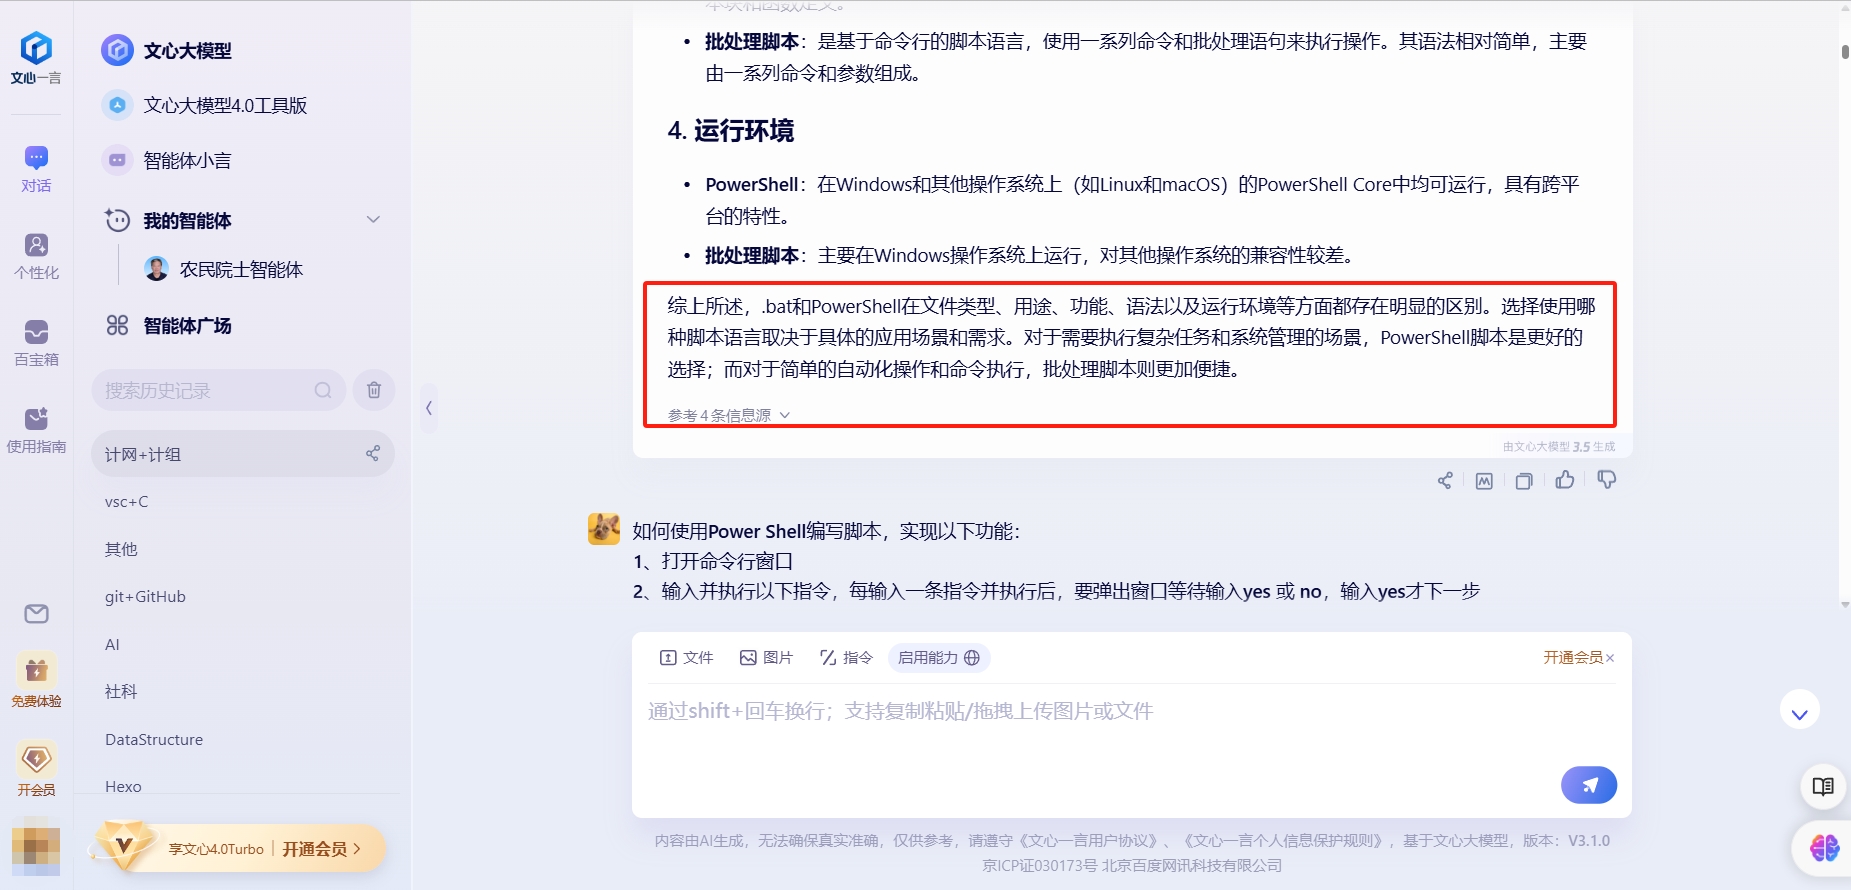 文心一言
对话
个性化
百宝箱
使用指南
免费体验
开会员
文心大模型
文心大模型4.0工具版
智能体小言
我的智能体
农民院士智能体
智能体广场
搜索历史记录
计网+计组
vsc+C
其他
git+GitHub
AI
社科
DataStructure
Hexo
享文心4.0Turbo | 开通会员 >
• 批处理脚本：是基于命令行的脚本语言，使用一系列命令和批处理语句来执行操作。其语法相对简单，主要
由一系列命令和参数组成。
4. 运行环境
• PowerShell：在Windows和其他操作系统上（如Linux和macOS）的PowerShell Core中均可运行，具有跨平
台的特性。
• 批处理脚本：主要在Windows操作系统上运行，对其他操作系统的兼容性较差。
综上所述，.bat和PowerShell在文件类型、用途、功能、语法以及运行环境等方面都存在明显的区别。选择使用哪
种脚本语言取决于具体的应用场景和需求。对于需要执行复杂任务和系统管理的场景，PowerShell脚本是更好的
选择；而对于简单的自动化操作和命令执行，批处理脚本则更加便捷。
参考 4 条信息源
由文心大模型 3.5 生成
如何使用Power Shell编写脚本，实现以下功能：
1、打开命令行窗口
2、输入并执行以下指令，每输入一条指令并执行后，要弹出窗口等待输入yes 或 no，输入yes才下一步
文件 图片 指令 启用能力 开通会员×
通过shift+回车换行；支持复制粘贴/拖拽上传图片或文件
内容由AI生成，无法确保真实准确，仅供参考，请遵守《文心一言用户协议》、《文心一言个人信息保护规则》，基于文心大模型，版本：V3.1.0
京ICP证030173号 北京百度网讯科技有限公司